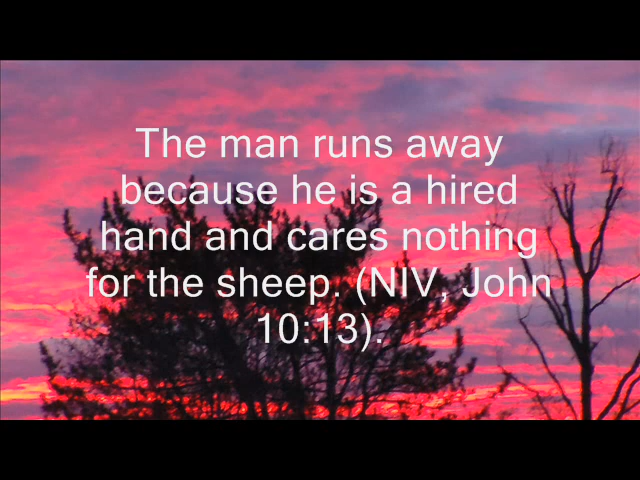 The man runs away
because he is a hired
hand and cares nothing
for the sheep. (NIV, John
10:13).